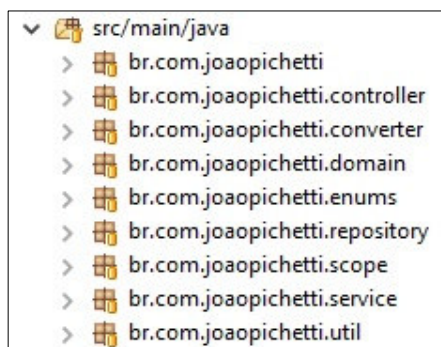 src/main/java
br.com.joaopichetti
br.com.joaopichetti.controller
br.com.joaopichetti.converter
br.com.joaopichetti.domain
br.com.joaopichetti.enums
br.com.joaopichetti.repository
br.com.joaopichetti.scope
br.com.joaopichetti.service
br.com.joaopichetti.util